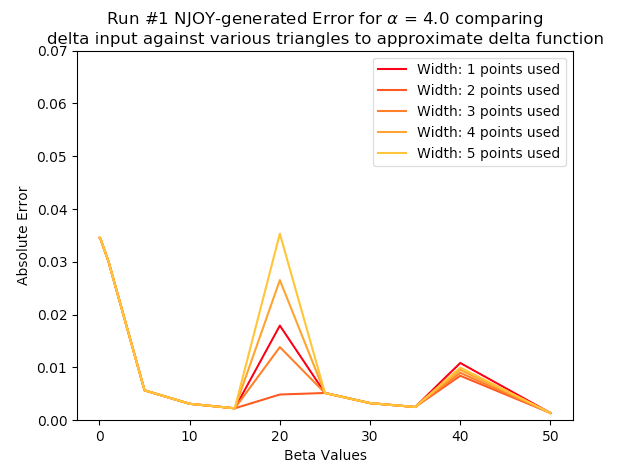 Run #1 NJOY-generated Error for α = 4.0 comparing
delta input against various triangles to approximate delta function
0.07
0.06
0.05
0.04
0.03
0.02
0.01
0.00
Absolute Error
Width: 1 points used
Width: 2 points used
Width: 3 points used
Width: 4 points used
Width: 5 points used
0 10 20 30 40 50
Beta Values